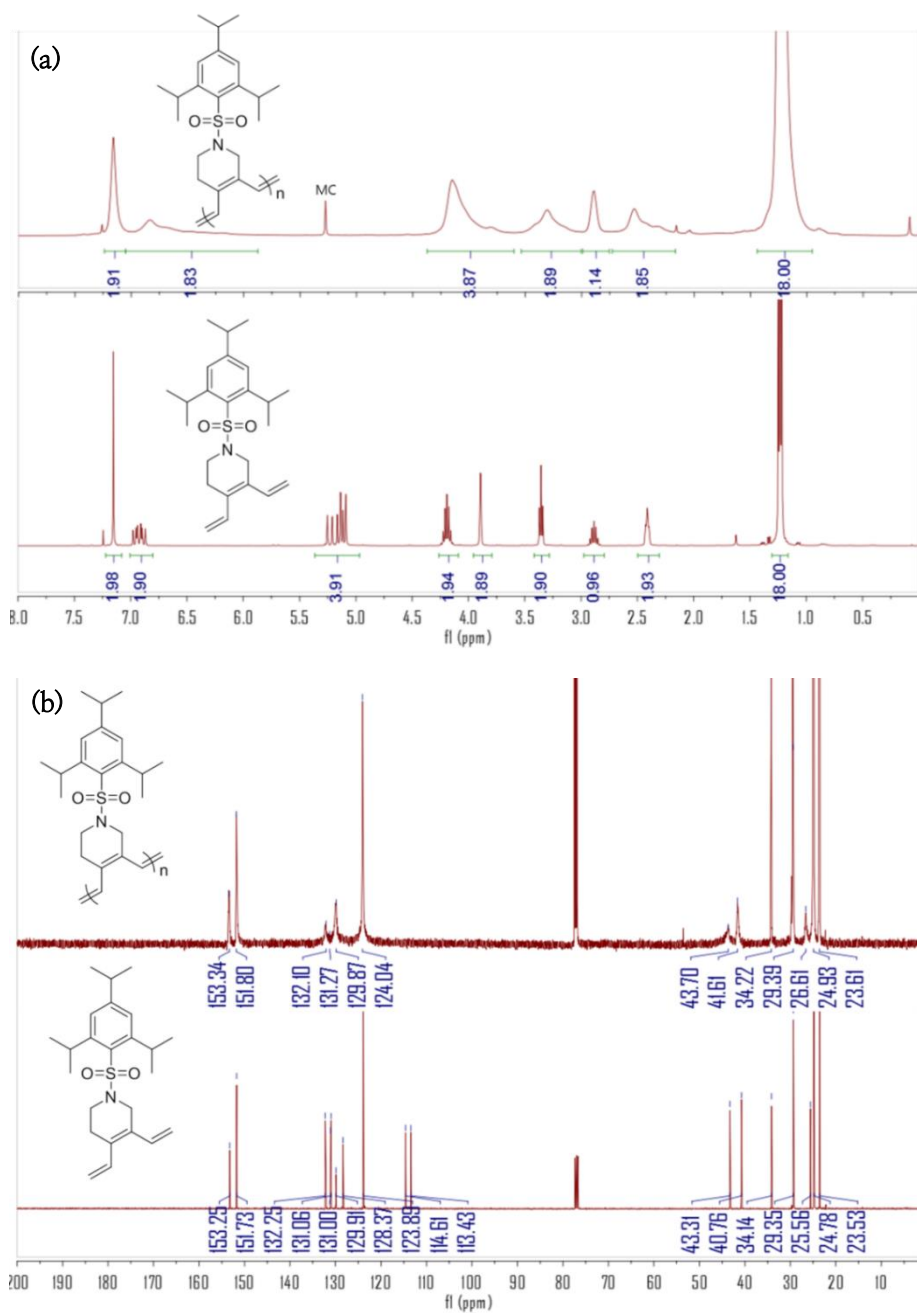 (a)
O=S=O
N
n
MC
1.91 1.83 3.87 1.89 1.14 1.85 18.00
O=S=O
N
1.98 1.90 3.91 1.94 1.89 1.90 0.96 1.93 18.00
8.0 7.5 7.0 6.5 6.0 5.5 5.0 4.5 4.0 3.5 3.0 2.5 2.0 1.5 1.0 0.5
f1 (ppm)
(b)
O=S=O
N
n
153.34 151.80 132.10 131.27 129.87 124.04 43.70 41.61 34.22 29.39 26.61 24.93 23.61
O=S=O
N
153.25 151.73 132.25 131.06 131.00 129.91 128.37 123.89 114.61 113.43 43.31 40.76 34.14 29.35 25.56 24.78 23.53
200 190 180 170 160 150 140 130 120 110 100 90 80 70 60 50 40 30 20 10
f1 (ppm)